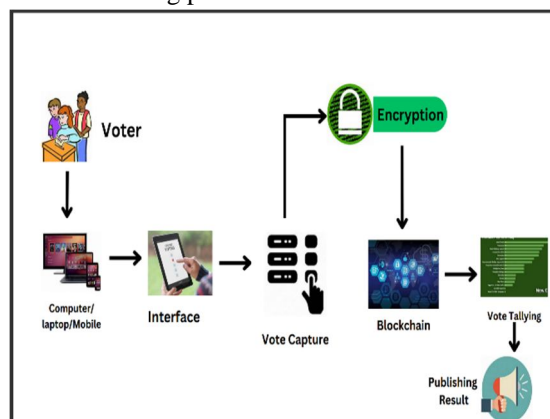 Voter
Encryption
Computer/
laptop/Mobile
Interface
Vote Capture
Blockchain
Vote Tallying
Publishing
Result